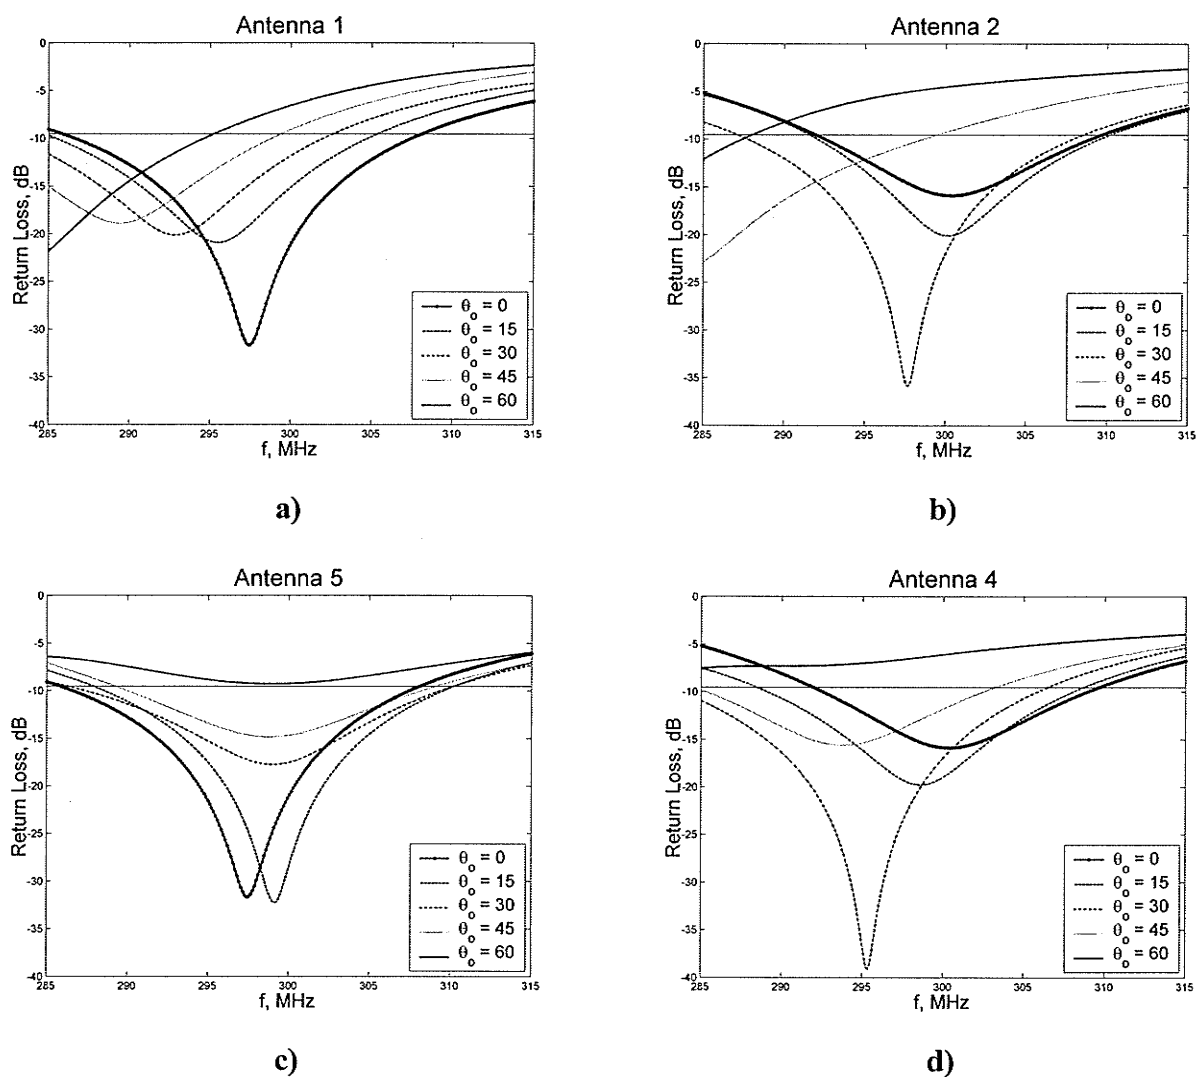 Antenna 1
0
-5
-10
-15
-20
-25
-30
-35
-40
Return Loss, dB
285 290 295 300 305 310 315
f, MHz
θo = 0
θo = 15
θo = 30
θo = 45
θo = 60
a)
Antenna 2
0
-5
-10
-15
-20
-25
-30
-35
-40
Return Loss, dB
285 290 295 300 305 310 315
f, MHz
θo = 0
θo = 15
θo = 30
θo = 45
θo = 60
b)
Antenna 5
0
-5
-10
-15
-20
-25
-30
-35
-40
Return Loss, dB
285 290 295 300 305 310 315
f, MHz
θo = 0
θo = 15
θo = 30
θo = 45
θo = 60
c)
Antenna 4
0
-5
-10
-15
-20
-25
-30
-35
-40
Return Loss, dB
285 290 295 300 305 310 315
f, MHz
θo = 0
θo = 15
θo = 30
θo = 45
θo = 60
d)